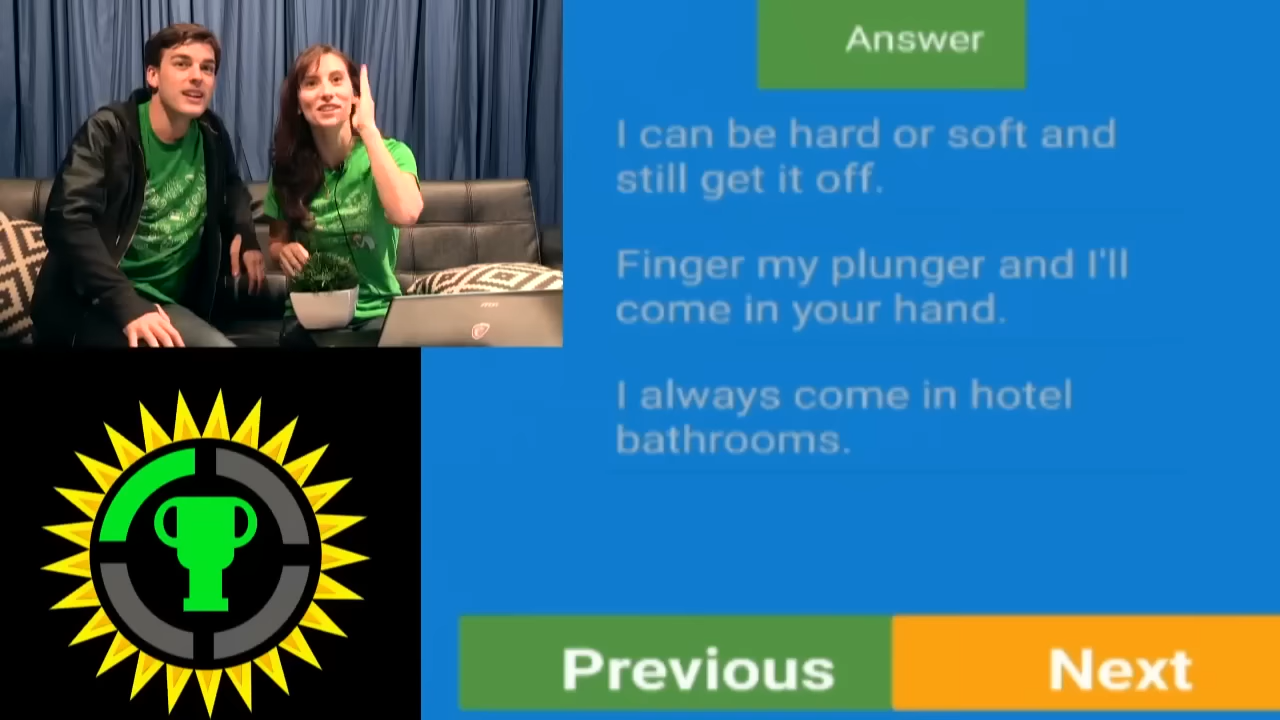 Answer
I can be hard or soft and
still get it off.
Finger my plunger and I'll
come in your hand.
I always come in hotel
bathrooms.
Previous
Next